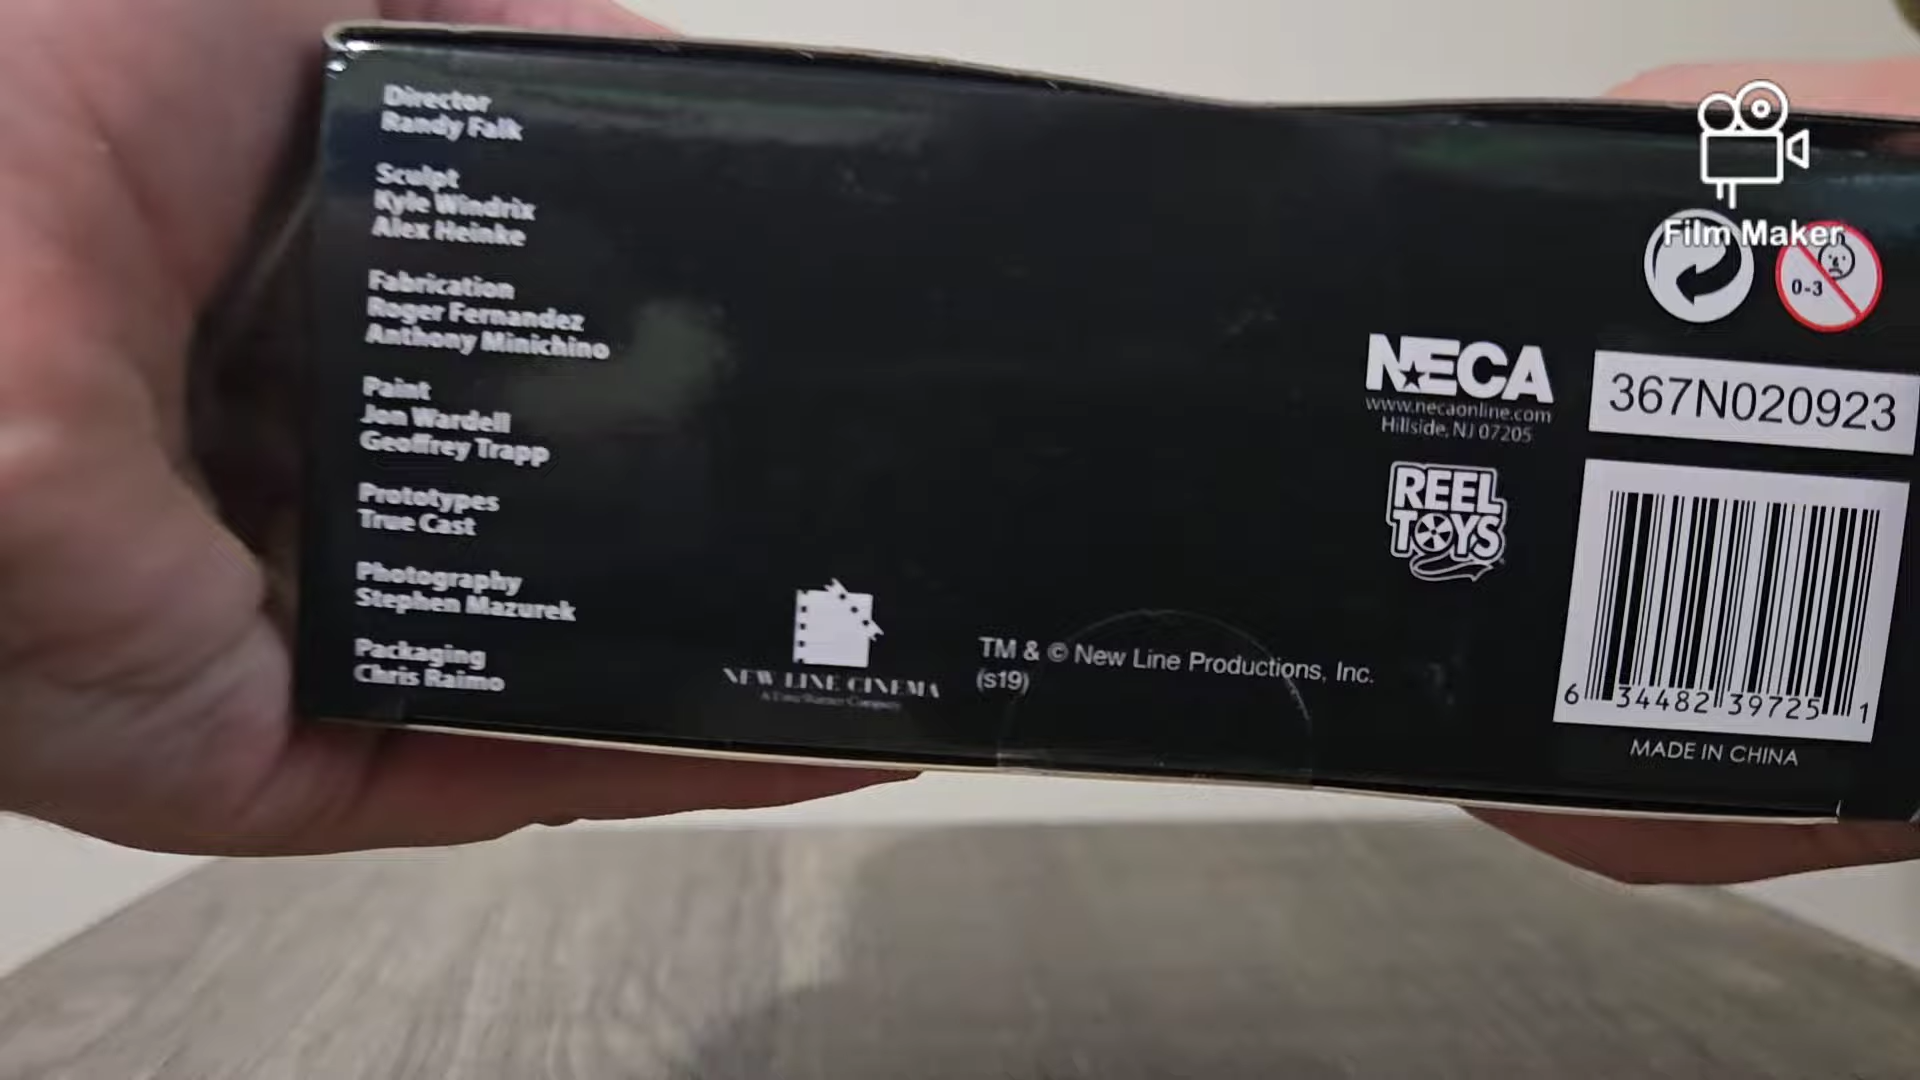 Director
Randy Falk
Sculpt
Kyle Windrix
Alex Heinke
Fabrication
Roger Fernandez
Anthony Minichino
Paint
Jon Wardell
Geoffrey Trapp
Prototypes
True Cast
Photography
Stephen Mazurek
Packaging
Chris Raimo
NEW LINE CINEMA
A Time Warner Company
TM & © New Line Productions, Inc.
(s19)
NECA
www.necaonline.com
Hillside, NJ 07205
REEL
TOYS
Film Maker
0-3
367N020923
6 34482 39725 1
MADE IN CHINA